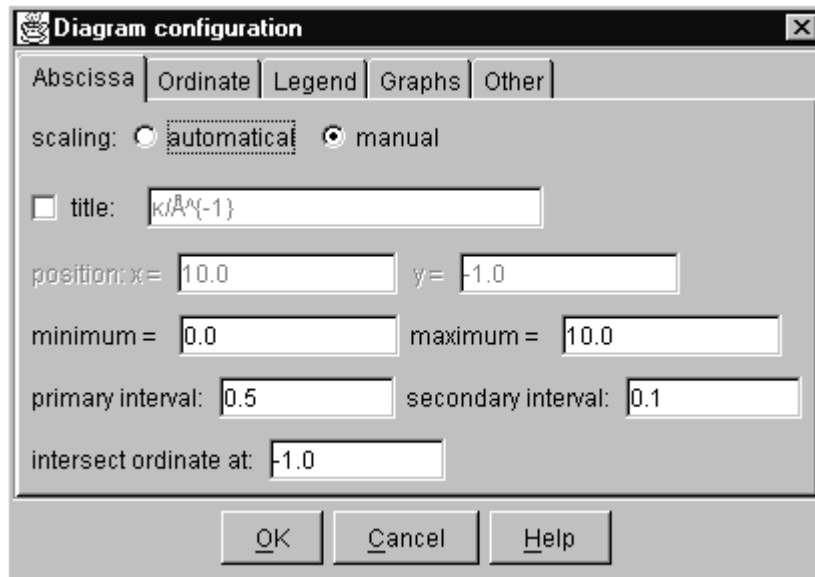 Diagram configuration
Abscissa Ordinate Legend Graphs Other
scaling: automatical manual
title: κ/Å^{-1}
position: x = 10.0 y = -1.0
minimum = 0.0 maximum = 10.0
primary interval: 0.5 secondary interval: 0.1
intersect ordinate at: -1.0
OK Cancel Help